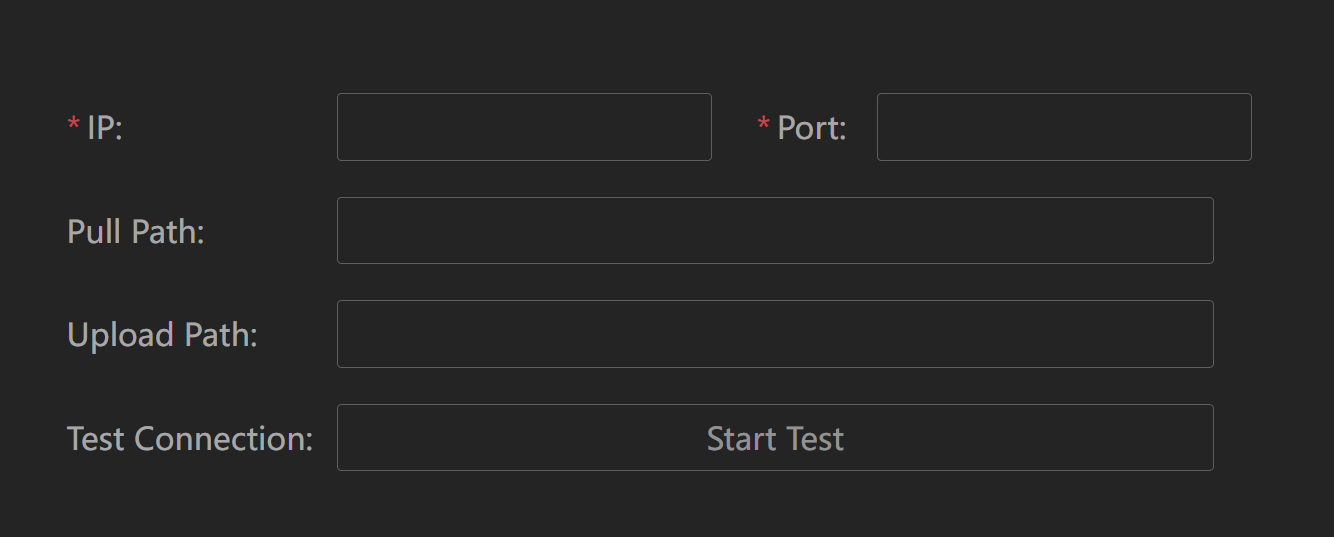 * IP: * Port:
Pull Path:
Upload Path:
Test Connection: Start Test